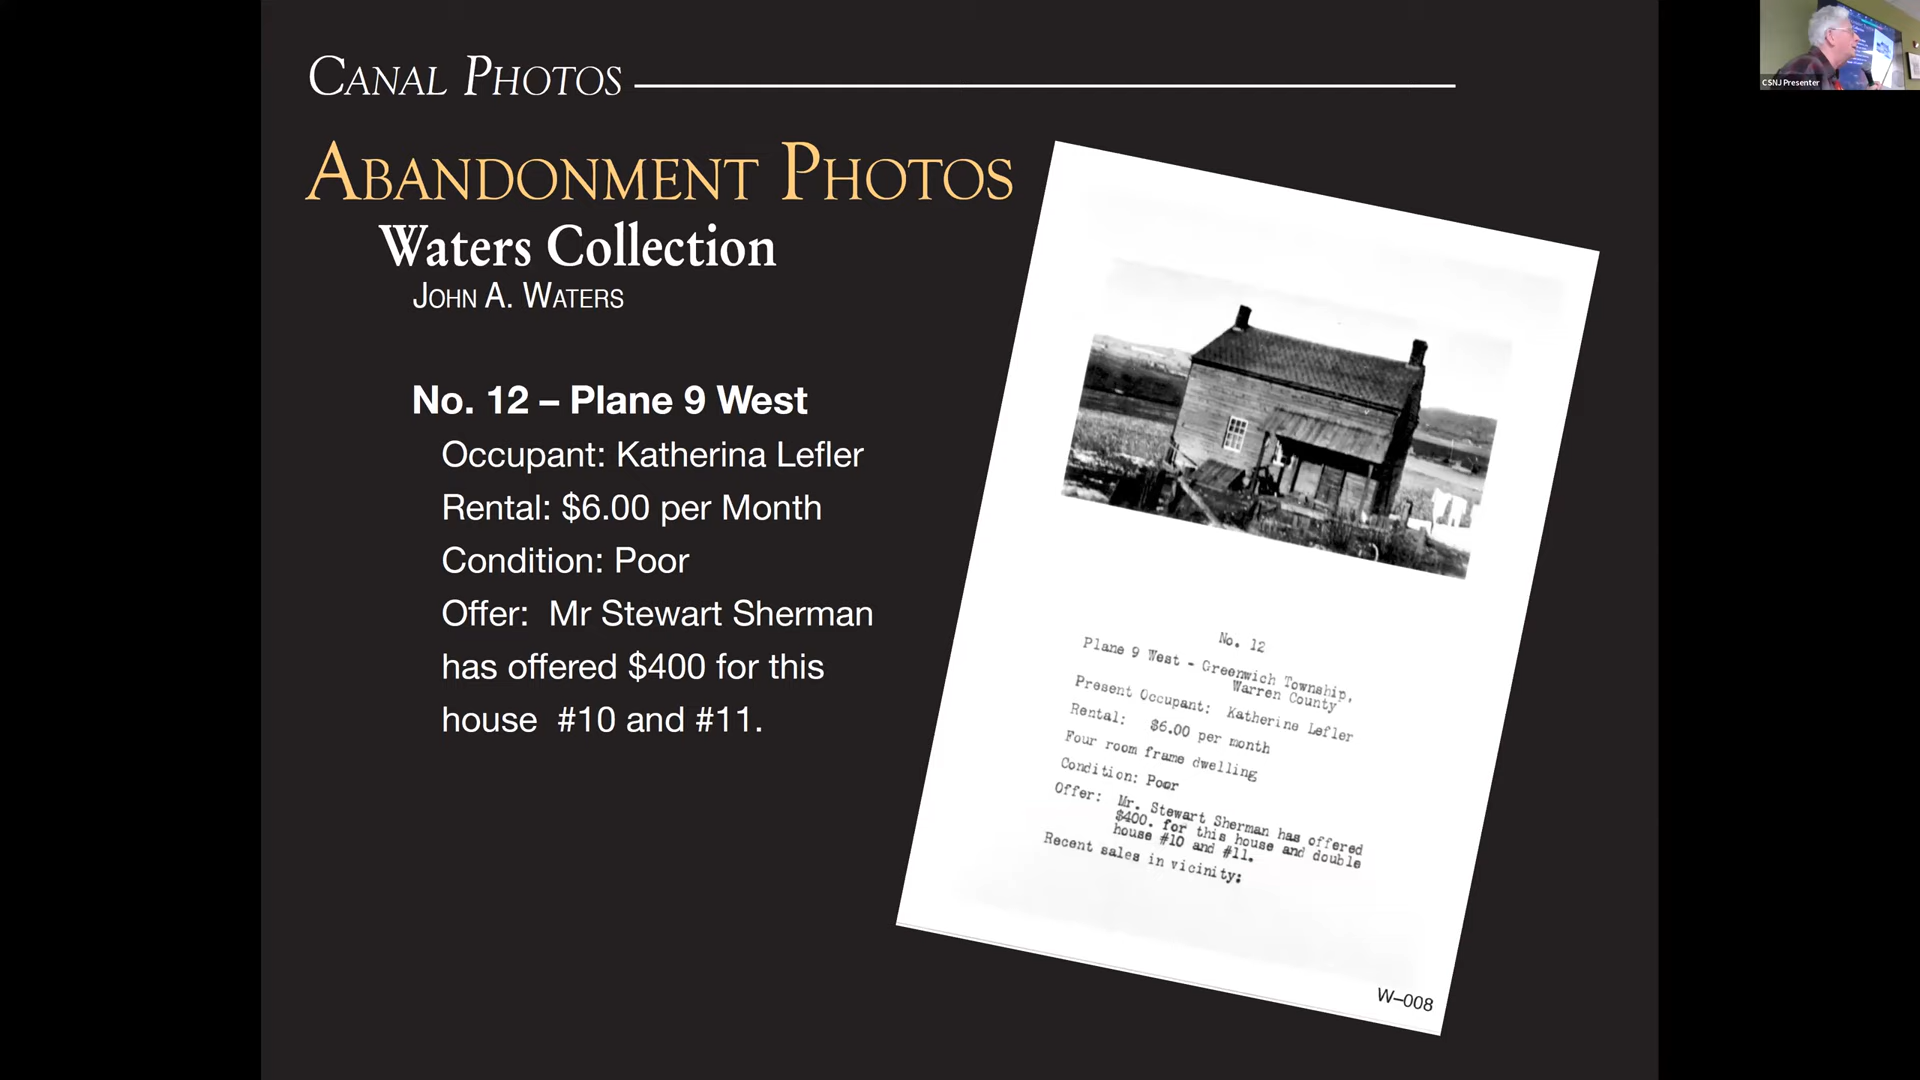 CANAL PHOTOS
ABANDONMENT PHOTOS
Waters Collection
JOHN A. WATERS
No. 12 – Plane 9 West
Occupant: Katherina Lefler
Rental: $6.00 per Month
Condition: Poor
Offer:  Mr Stewart Sherman
has offered $400 for this
house  #10 and #11.
No. 12
Plane 9 West - Greenwich Township,
Warren County
Present Occupant: Katherine Lefler
Rental: $6.00 per month
Four room frame dwelling
Condition: Poor
Offer: Mr. Stewart Sherman has offered
$400. for this house and double
house #10 and #11.
Recent sales in vicinity:
W–008
CSNJ Presenter